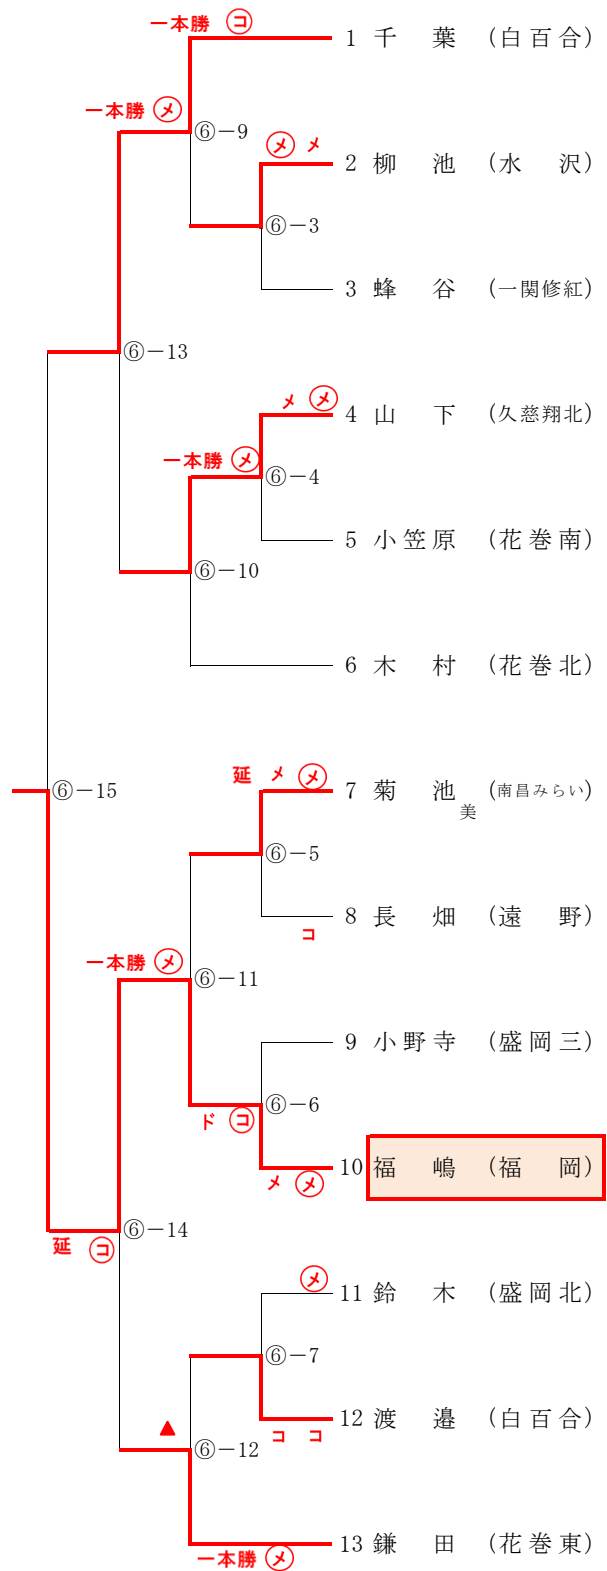 一本勝 コ
1 千 葉 (白百合)
一本勝 メ
⑥－9
メ メ
2 柳 池 (水 沢)
⑥－3
3 蜂 谷 (一関修紅)
⑥－13
メ メ
4 山 下 (久慈翔北)
一本勝 メ
⑥－4
5 小笠原 (花巻南)
⑥－10
6 木 村 (花巻北)
延 メ メ
⑥－15
7 菊 池 美 (南昌みらい)
⑥－5
8 長 畑 (遠 野)
コ
一本勝 メ
⑥－11
9 小野寺 (盛岡三)
⑥－6
ド コ
10 福 嶋 (福 岡)
メ メ
⑥－14
延 コ
メ
11 鈴 木 (盛岡北)
⑥－7
12 渡 邉 (白百合)
コ コ
▲
⑥－12
13 鎌 田 (花巻東)
一本勝 メ